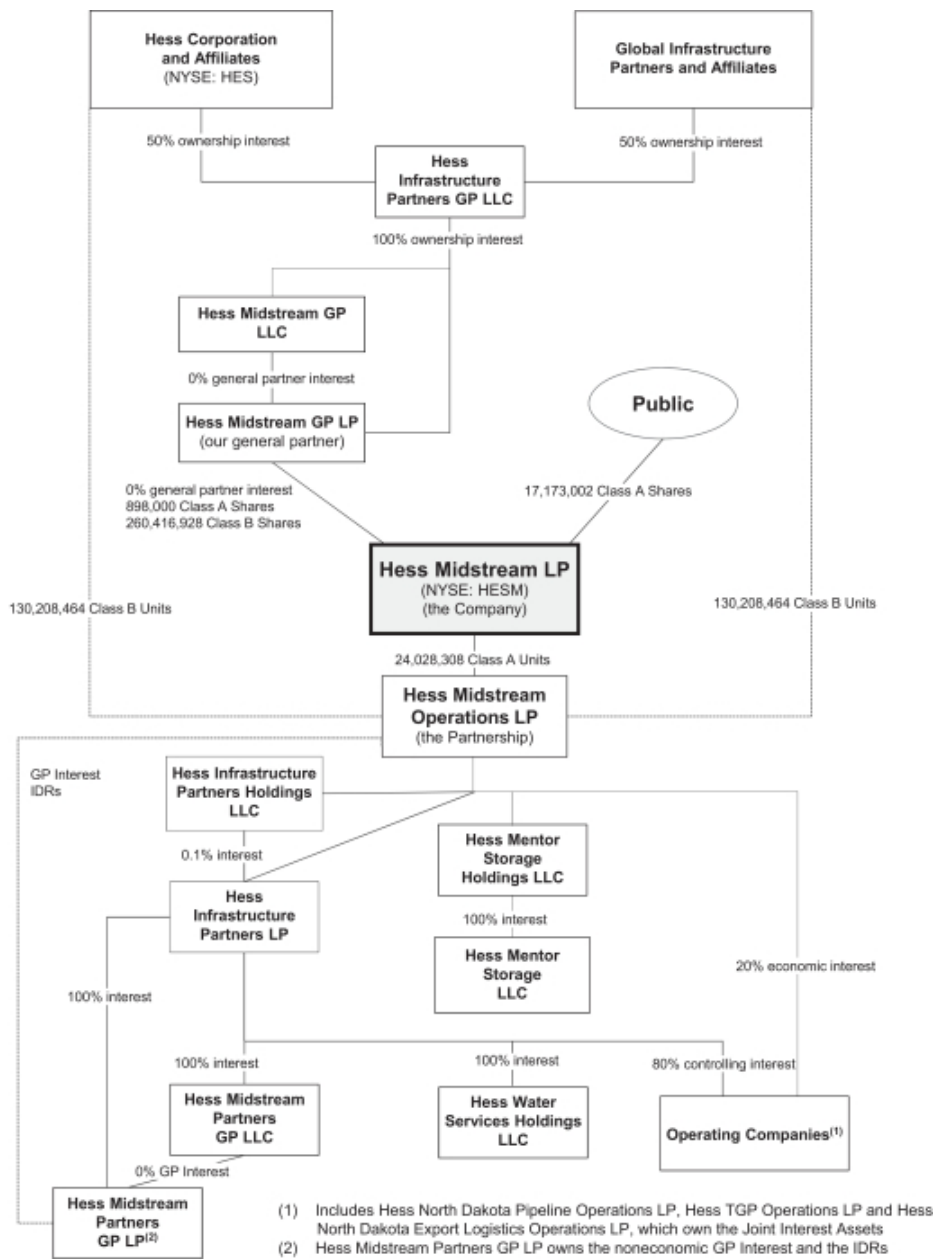 Hess Corporation
and Affiliates
(NYSE: HES)
Global Infrastructure
Partners and Affiliates
50% ownership interest
50% ownership interest
Hess
Infrastructure
Partners GP LLC
100% ownership interest
Hess Midstream GP
LLC
0% general partner interest
Hess Midstream GP LP
(our general partner)
Public
0% general partner interest
898,000 Class A Shares
260,416,928 Class B Shares
17,173,002 Class A Shares
Hess Midstream LP
(NYSE: HESM)
(the Company)
130,208,464 Class B Units
130,208,464 Class B Units
24,028,308 Class A Units
Hess Midstream
Operations LP
(the Partnership)
GP Interest
IDRs
Hess Infrastructure
Partners Holdings
LLC
0.1% interest
Hess Mentor
Storage
Holdings LLC
Hess
Infrastructure
Partners LP
100% interest
Hess Mentor
Storage
LLC
20% economic interest
100% interest
100% interest
100% interest
80% controlling interest
Hess Midstream
Partners
GP LLC
Hess Water
Services Holdings
LLC
Operating Companies(1)
0% GP Interest
Hess Midstream
Partners
GP LP(2)
(1) Includes Hess North Dakota Pipeline Operations LP, Hess TGP Operations LP and Hess
North Dakota Export Logistics Operations LP, which own the Joint Interest Assets
(2) Hess Midstream Partners GP LP owns the noneconomic GP Interest and the IDRs